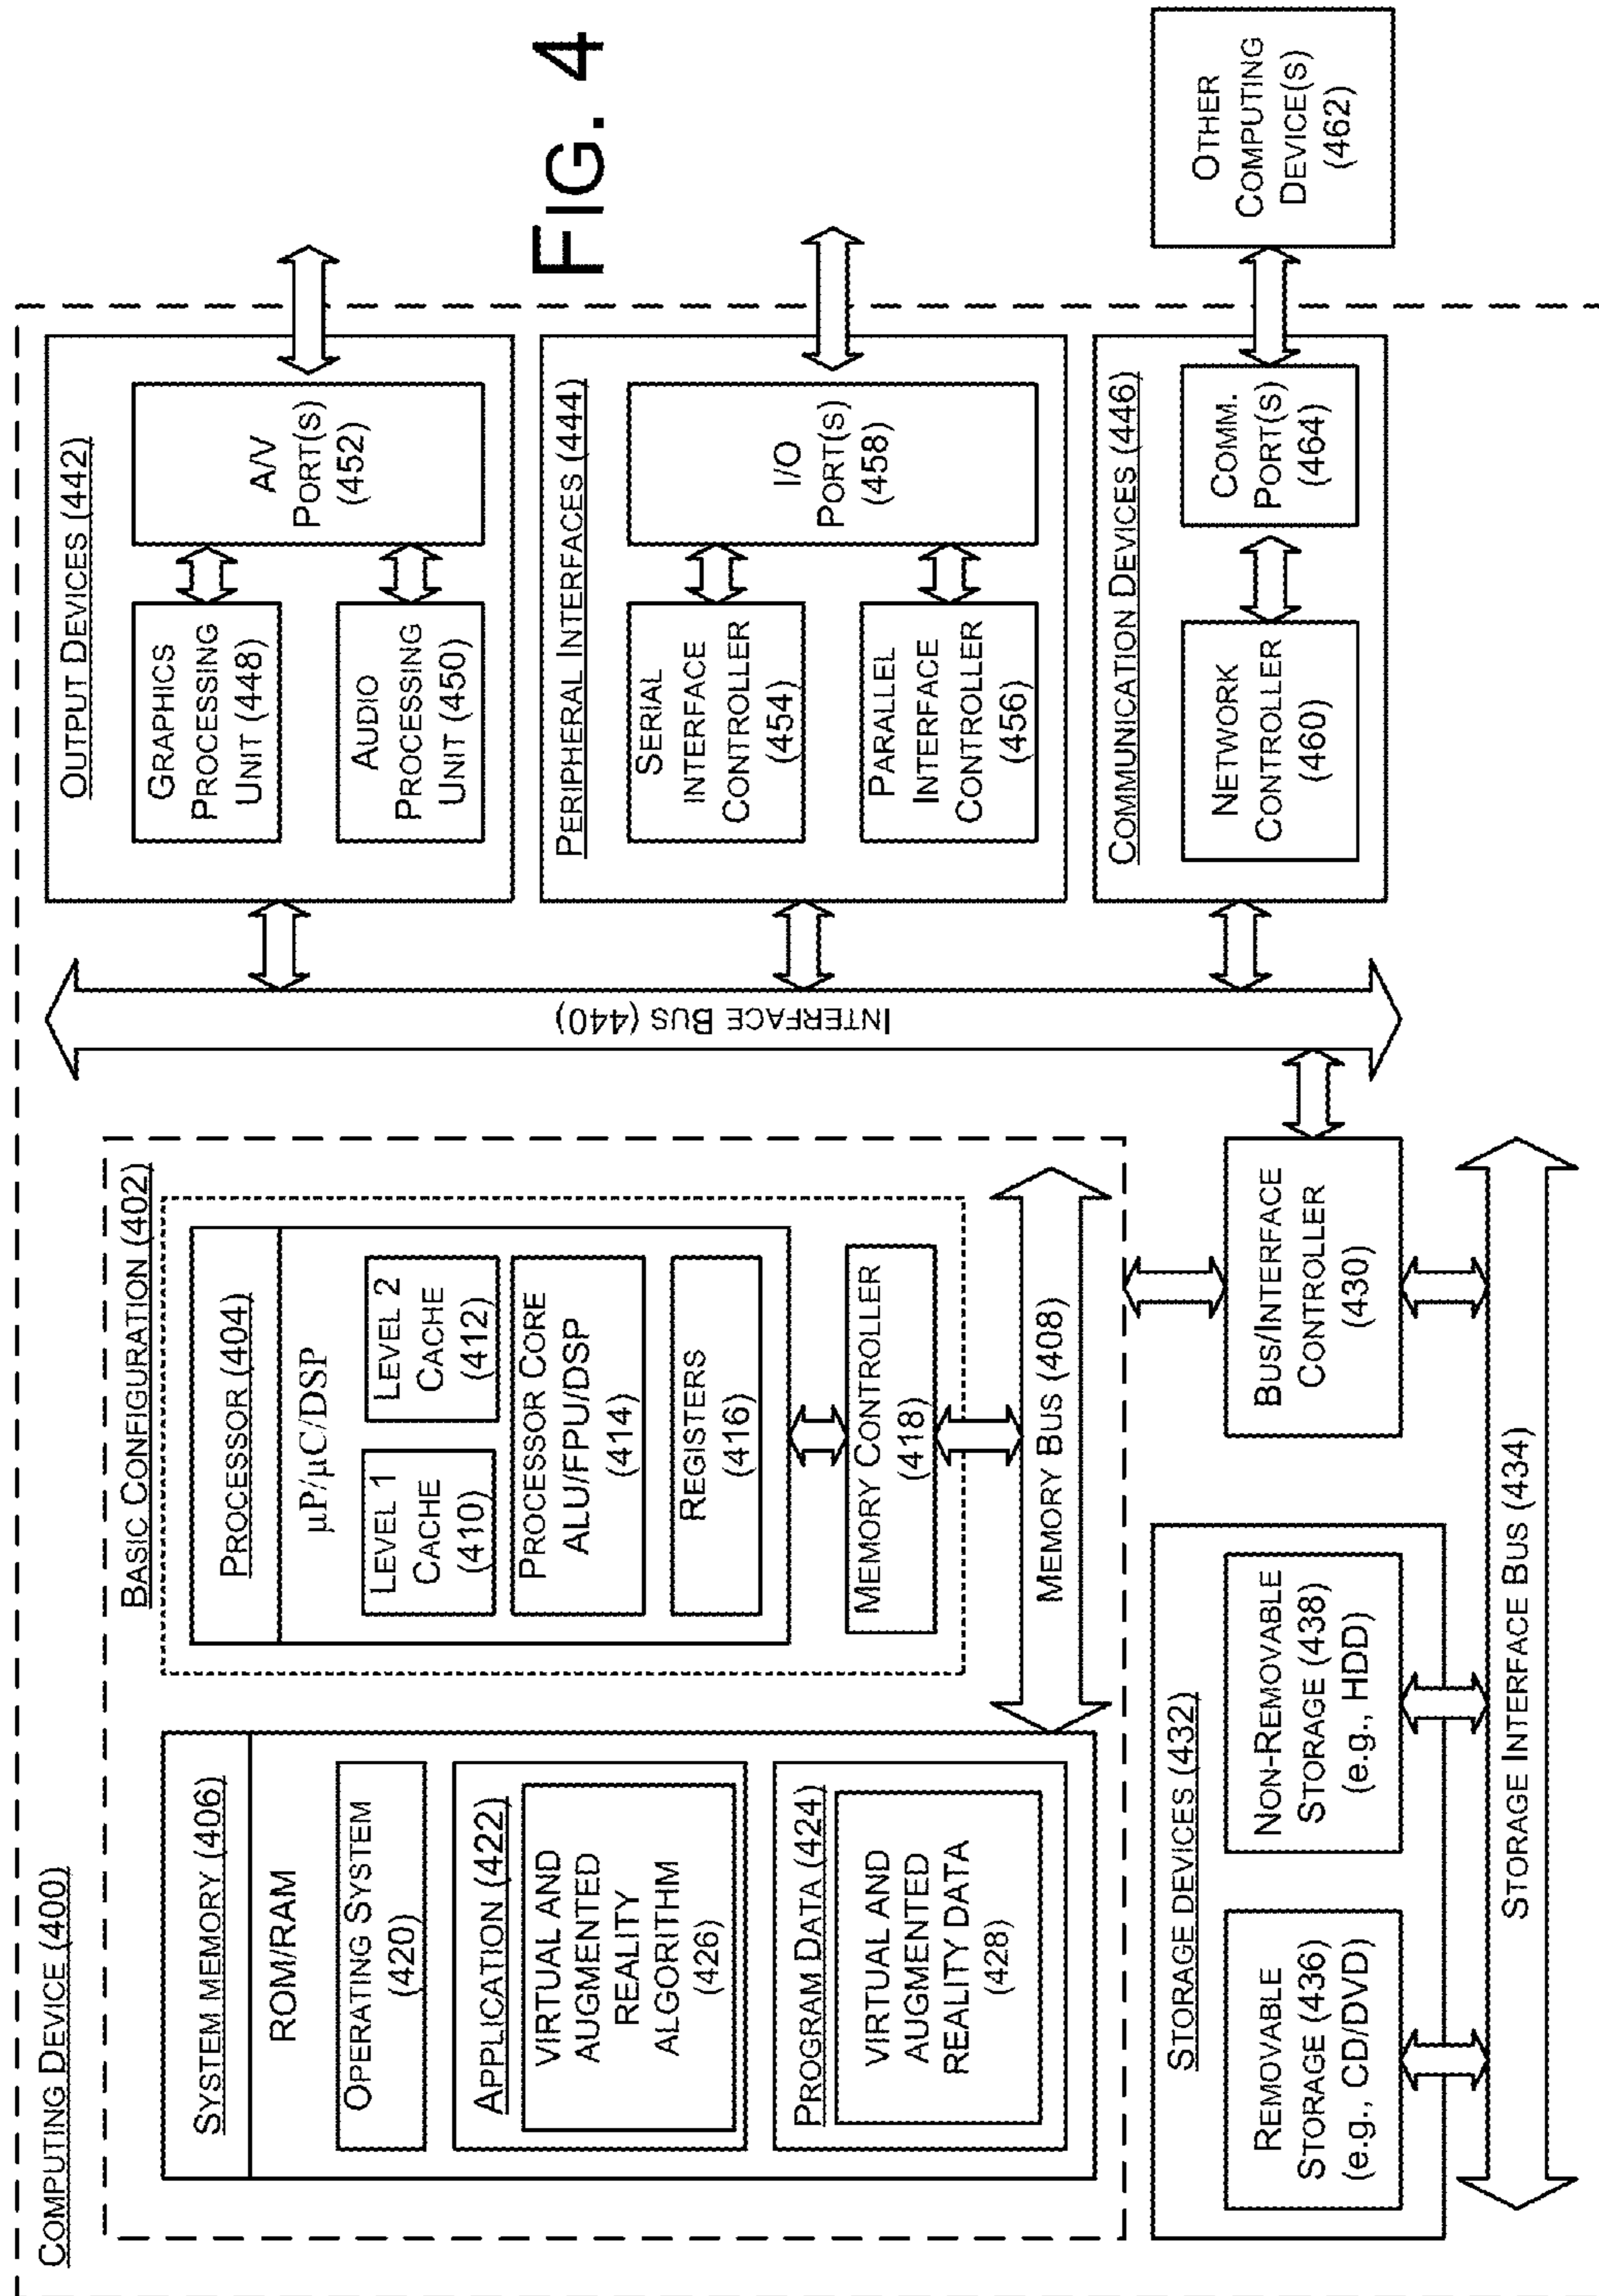 COMPUTING DEVICE (400)
BASIC CONFIGURATION (402)
SYSTEM MEMORY (406)
ROM/RAM
OPERATING SYSTEM
(420)
APPLICATION (422)
VIRTUAL AND
AUGMENTED
REALITY
ALGORITHM
(426)
PROGRAM DATA (424)
VIRTUAL AND
AUGMENTED
REALITY DATA
(428)
PROCESSOR (404)
µP/µC/DSP
LEVEL 1
CACHE
(410)
LEVEL 2
CACHE
(412)
PROCESSOR CORE
ALU/FPU/DSP
(414)
REGISTERS
(416)
MEMORY CONTROLLER
(418)
MEMORY BUS (408)
BUS/INTERFACE
CONTROLLER
(430)
STORAGE DEVICES (432)
REMOVABLE
STORAGE (436)
(e.g., CD/DVD)
NON-REMOVABLE
STORAGE (438)
(e.g., HDD)
STORAGE INTERFACE BUS (434)
INTERFACE BUS (440)
OUTPUT DEVICES (442)
GRAPHICS
PROCESSING
UNIT (448)
AUDIO
PROCESSING
UNIT (450)
A/V
PORT(S)
(452)
PERIPHERAL INTERFACES (444)
SERIAL
INTERFACE
CONTROLLER
(454)
PARALLEL
INTERFACE
CONTROLLER
(456)
I/O
PORT(S)
(458)
COMMUNICATION DEVICES (446)
NETWORK
CONTROLLER
(460)
COMM.
PORT(S)
(464)
OTHER
COMPUTING
DEVICE(S)
(462)
FIG. 4